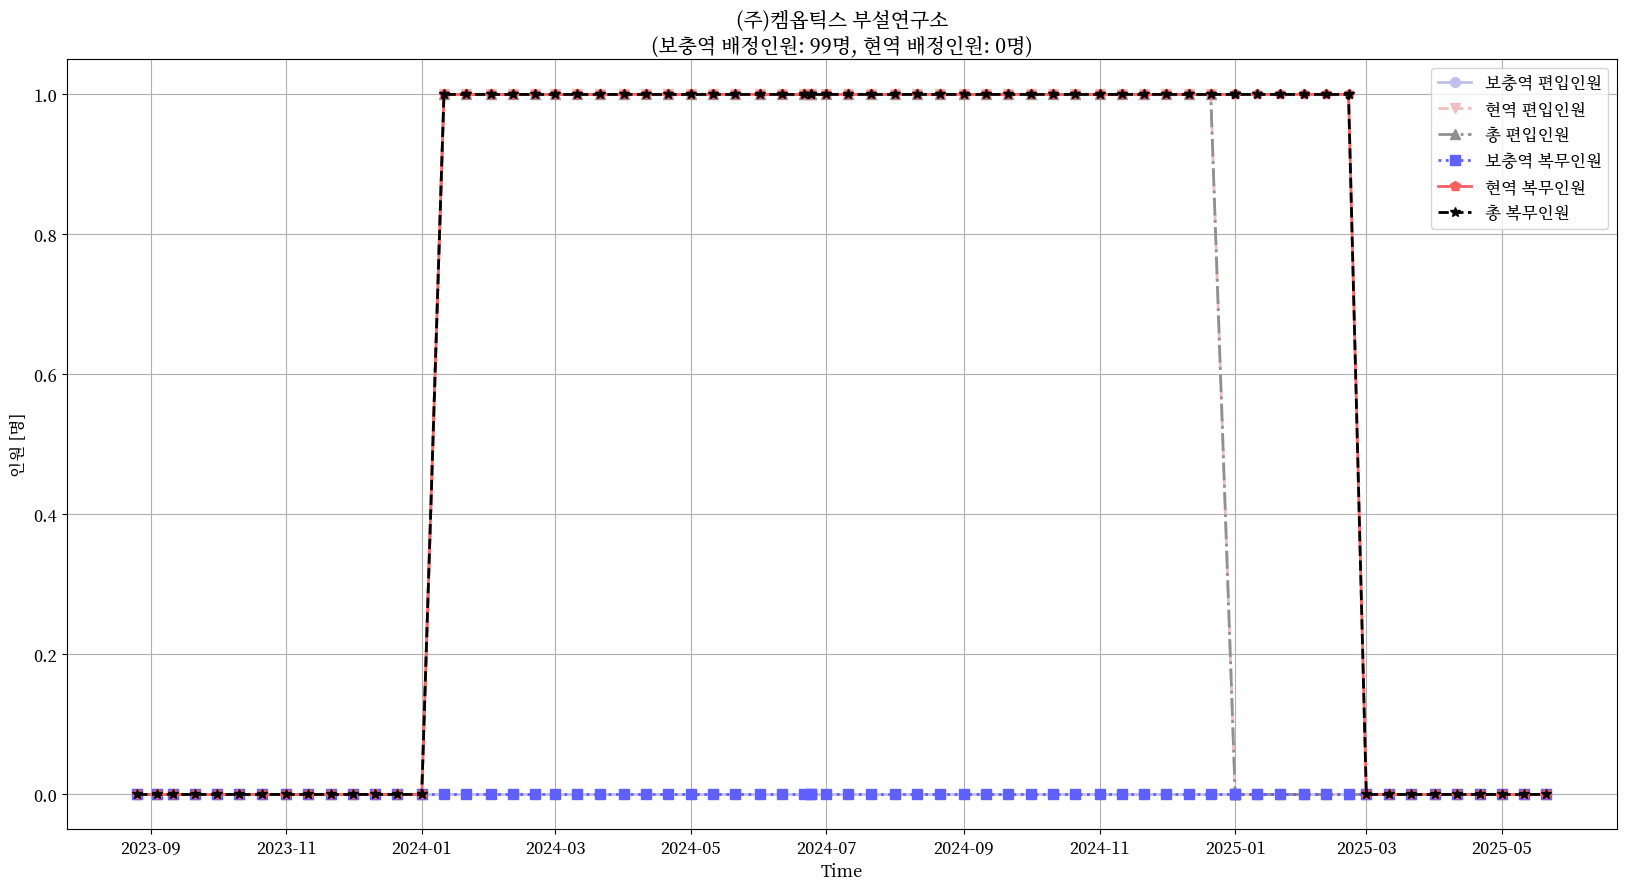 (주)켐옵틱스 부설연구소
(보충역 배정인원: 99명, 현역 배정인원: 0명)
보충역 편입인원
현역 편입인원
총 편입인원
보충역 복무인원
현역 복무인원
총 복무인원
인원 [명]
1.0
0.8
0.6
0.4
0.2
0.0
2023-09
2023-11
2024-01
2024-03
2024-05
2024-07
2024-09
2024-11
2025-01
2025-03
2025-05
Time